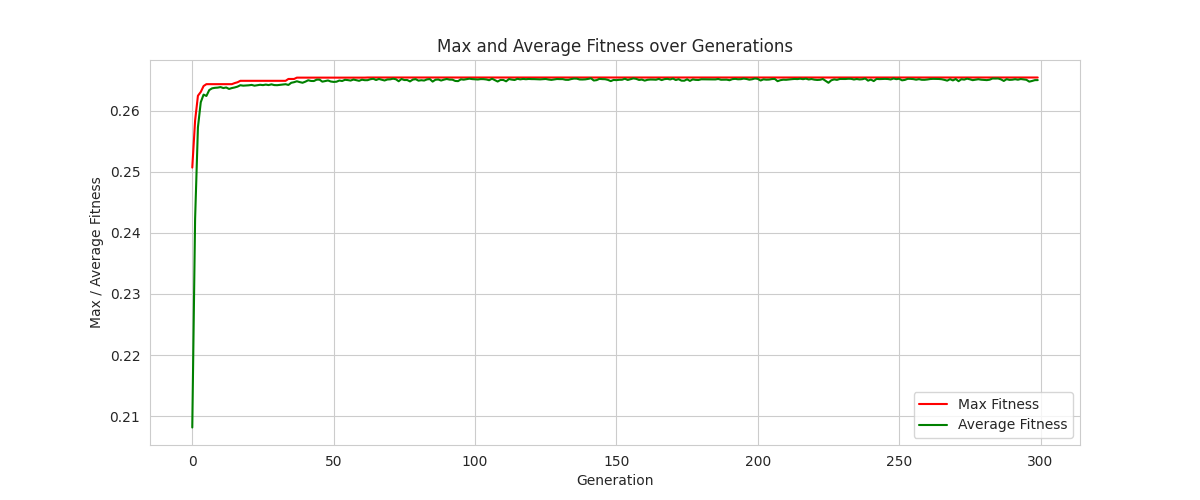 Max and Average Fitness over Generations
Max / Average Fitness
0.26
0.25
0.24
0.23
0.22
0.21
0
50
100
150
200
250
300
Generation
Max Fitness
Average Fitness